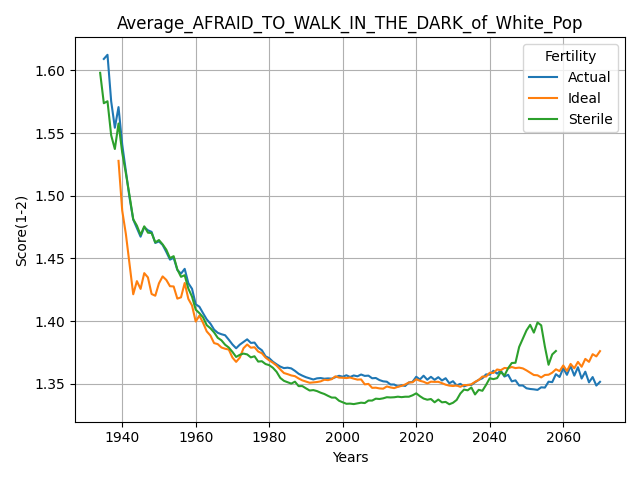 Average_AFRAID_TO_WALK_IN_THE_DARK_of_White_Pop
Fertility
Actual
Ideal
Sterile
Score(1-2)
1.60
1.55
1.50
1.45
1.40
1.35
1940 1960 1980 2000 2020 2040 2060
Years